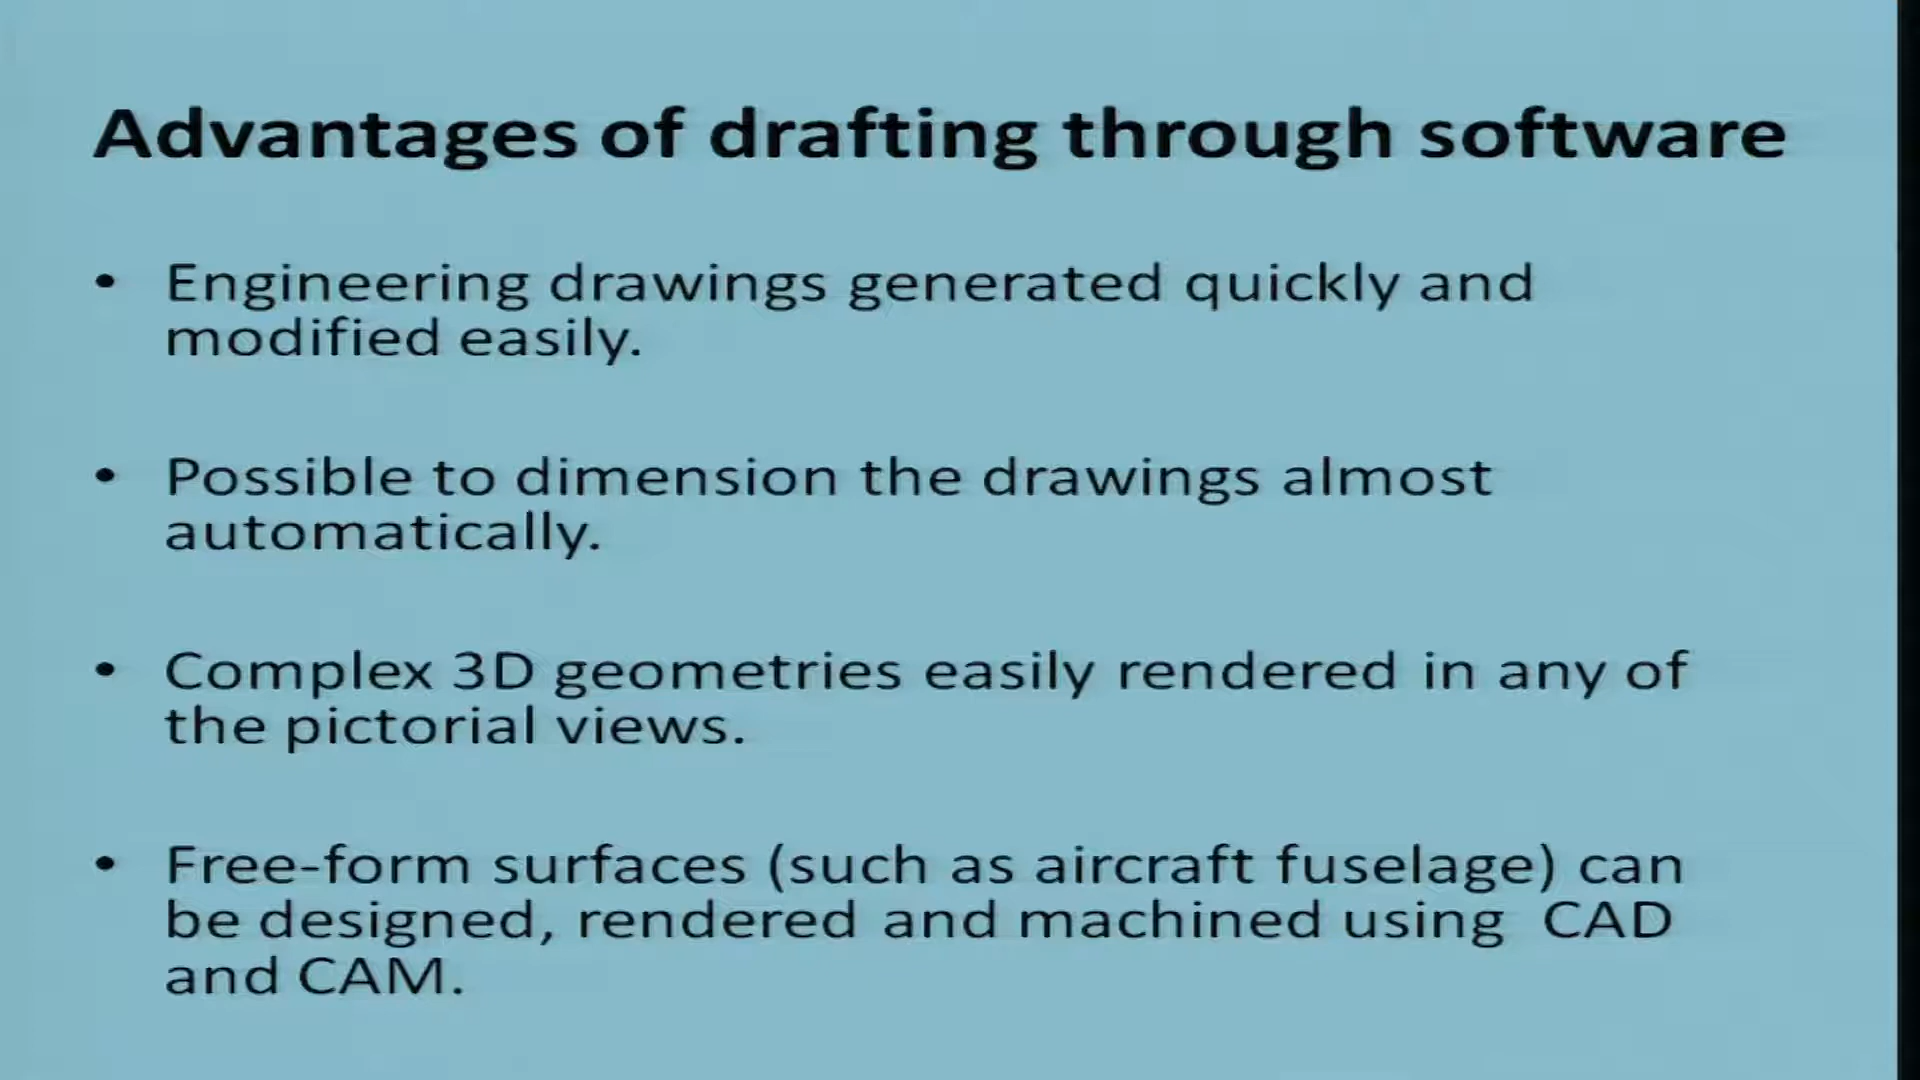 Advantages of drafting through software
• Engineering drawings generated quickly and
modified easily.
• Possible to dimension the drawings almost
automatically.
• Complex 3D geometries easily rendered in any of
the pictorial views.
• Free-form surfaces (such as aircraft fuselage) can
be designed, rendered and machined using CAD
and CAM.